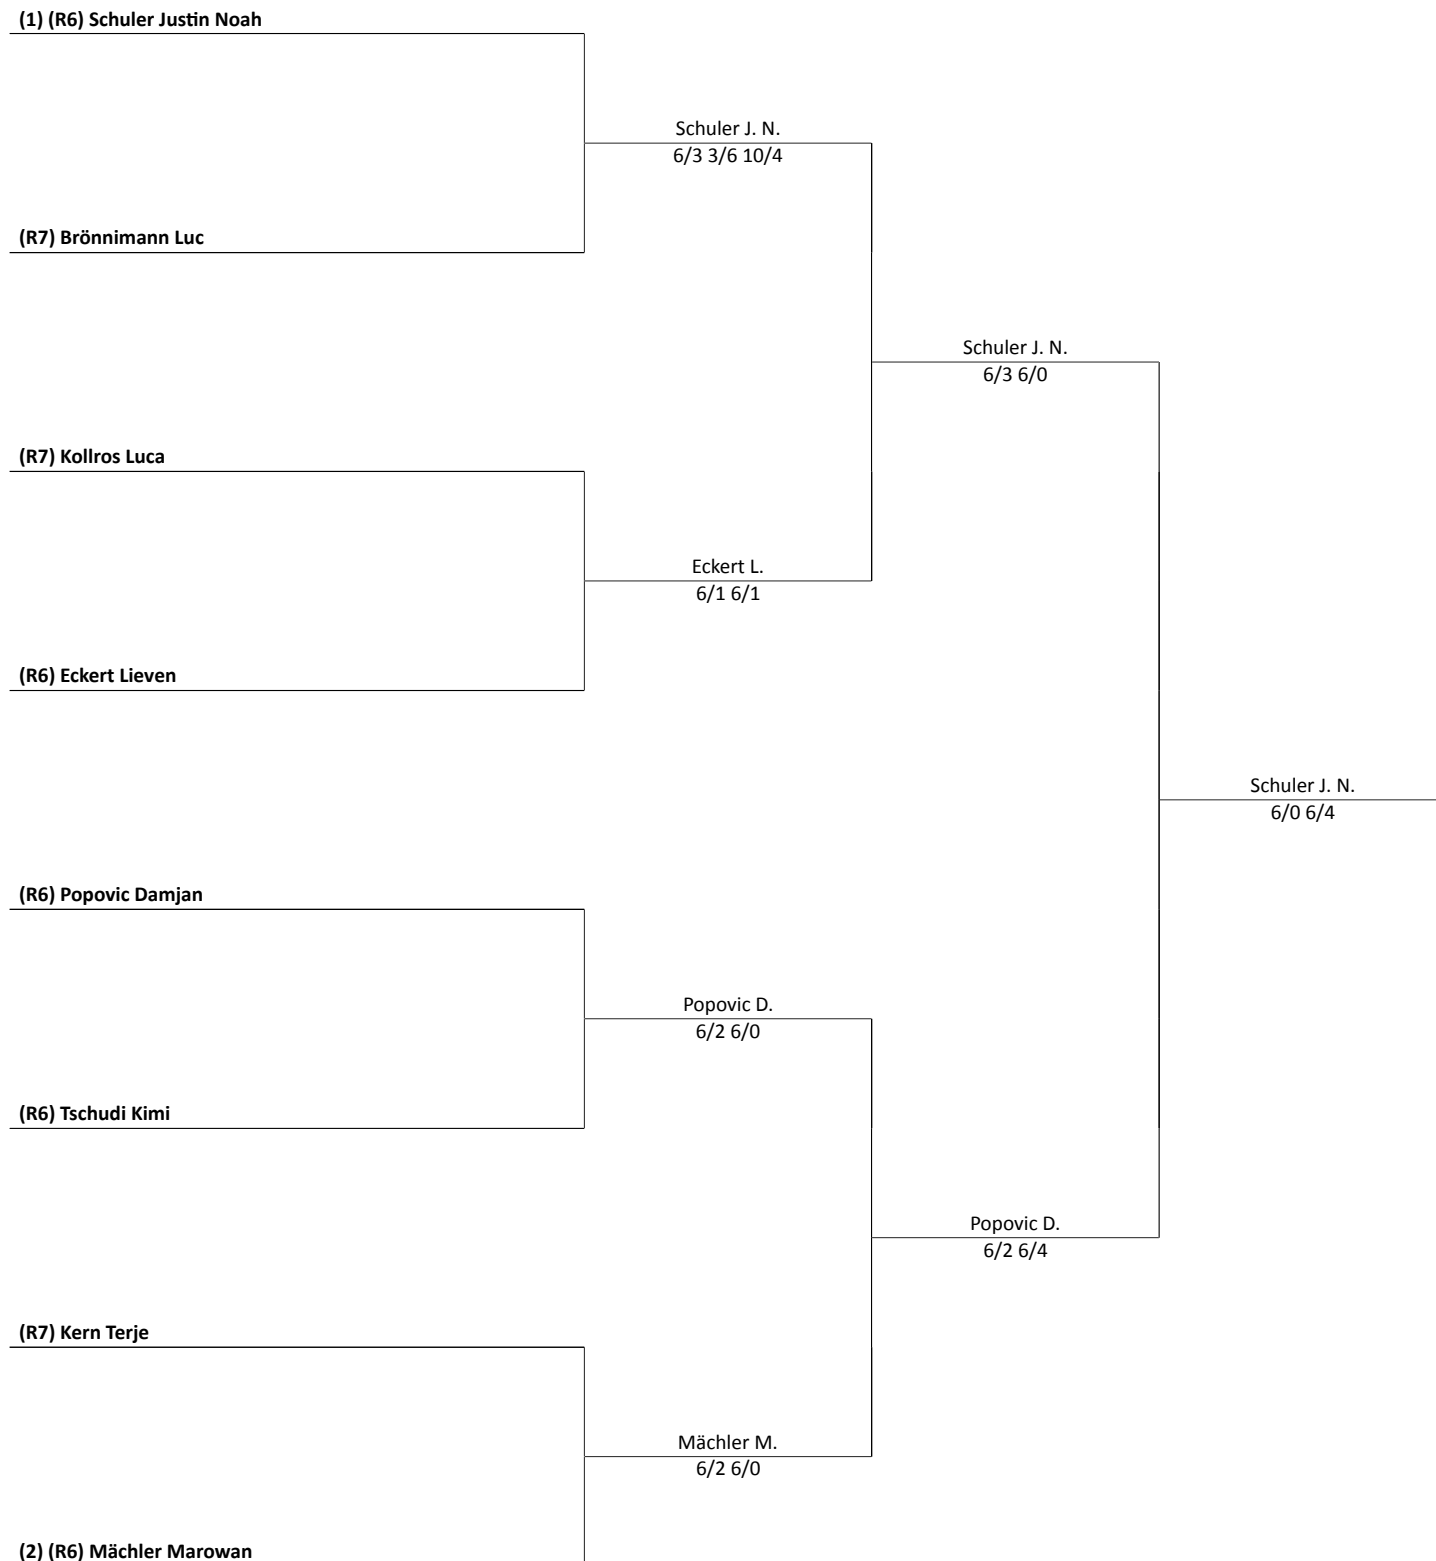 (1) (R6) Schuler Justin Noah
Schuler J. N.
6/3 3/6 10/4
(R7) Brönnimann Luc
Schuler J. N.
6/3 6/0
(R7) Kollros Luca
Eckert L.
6/1 6/1
(R6) Eckert Lieven
Schuler J. N.
6/0 6/4
(R6) Popovic Damjan
Popovic D.
6/2 6/0
(R6) Tschudi Kimi
Popovic D.
6/2 6/4
(R7) Kern Terje
Mächler M.
6/2 6/0
(2) (R6) Mächler Marowan